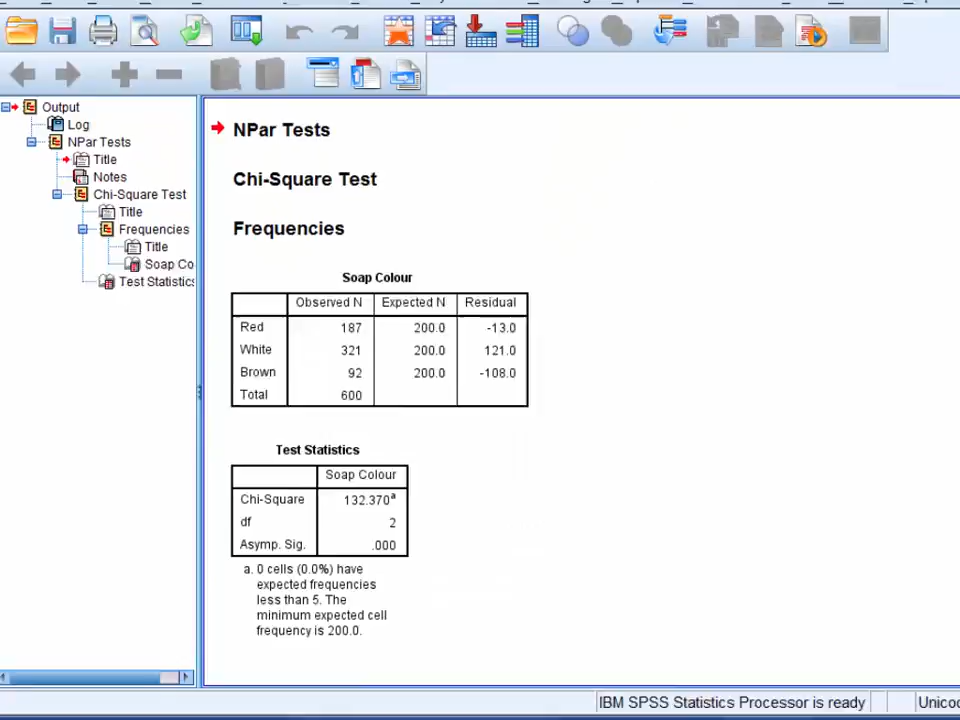 Output
Log
NPar Tests
Title
Notes
Chi-Square Test
Title
Frequencies
Title
Soap Co
Test Statistics
NPar Tests
Chi-Square Test
Frequencies
Soap Colour
Observed N Expected N Residual
Red 187 200.0 -13.0
White 321 200.0 121.0
Brown 92 200.0 -108.0
Total 600
Test Statistics
Soap Colour
Chi-Square 132.370a
df 2
Asymp. Sig. .000
a. 0 cells (0.0%) have
expected frequencies
less than 5. The
minimum expected cell
frequency is 200.0.
IBM SPSS Statistics Processor is ready
Unico